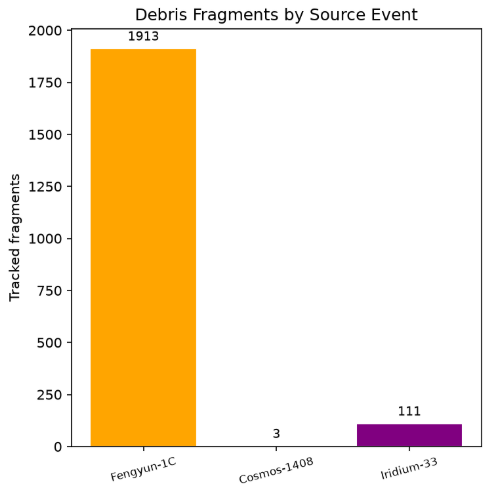 Debris Fragments by Source Event
Tracked fragments
2000
1750
1500
1250
1000
750
500
250
0
1913
3
111
Fengyun-1C
Cosmos-1408
Iridium-33